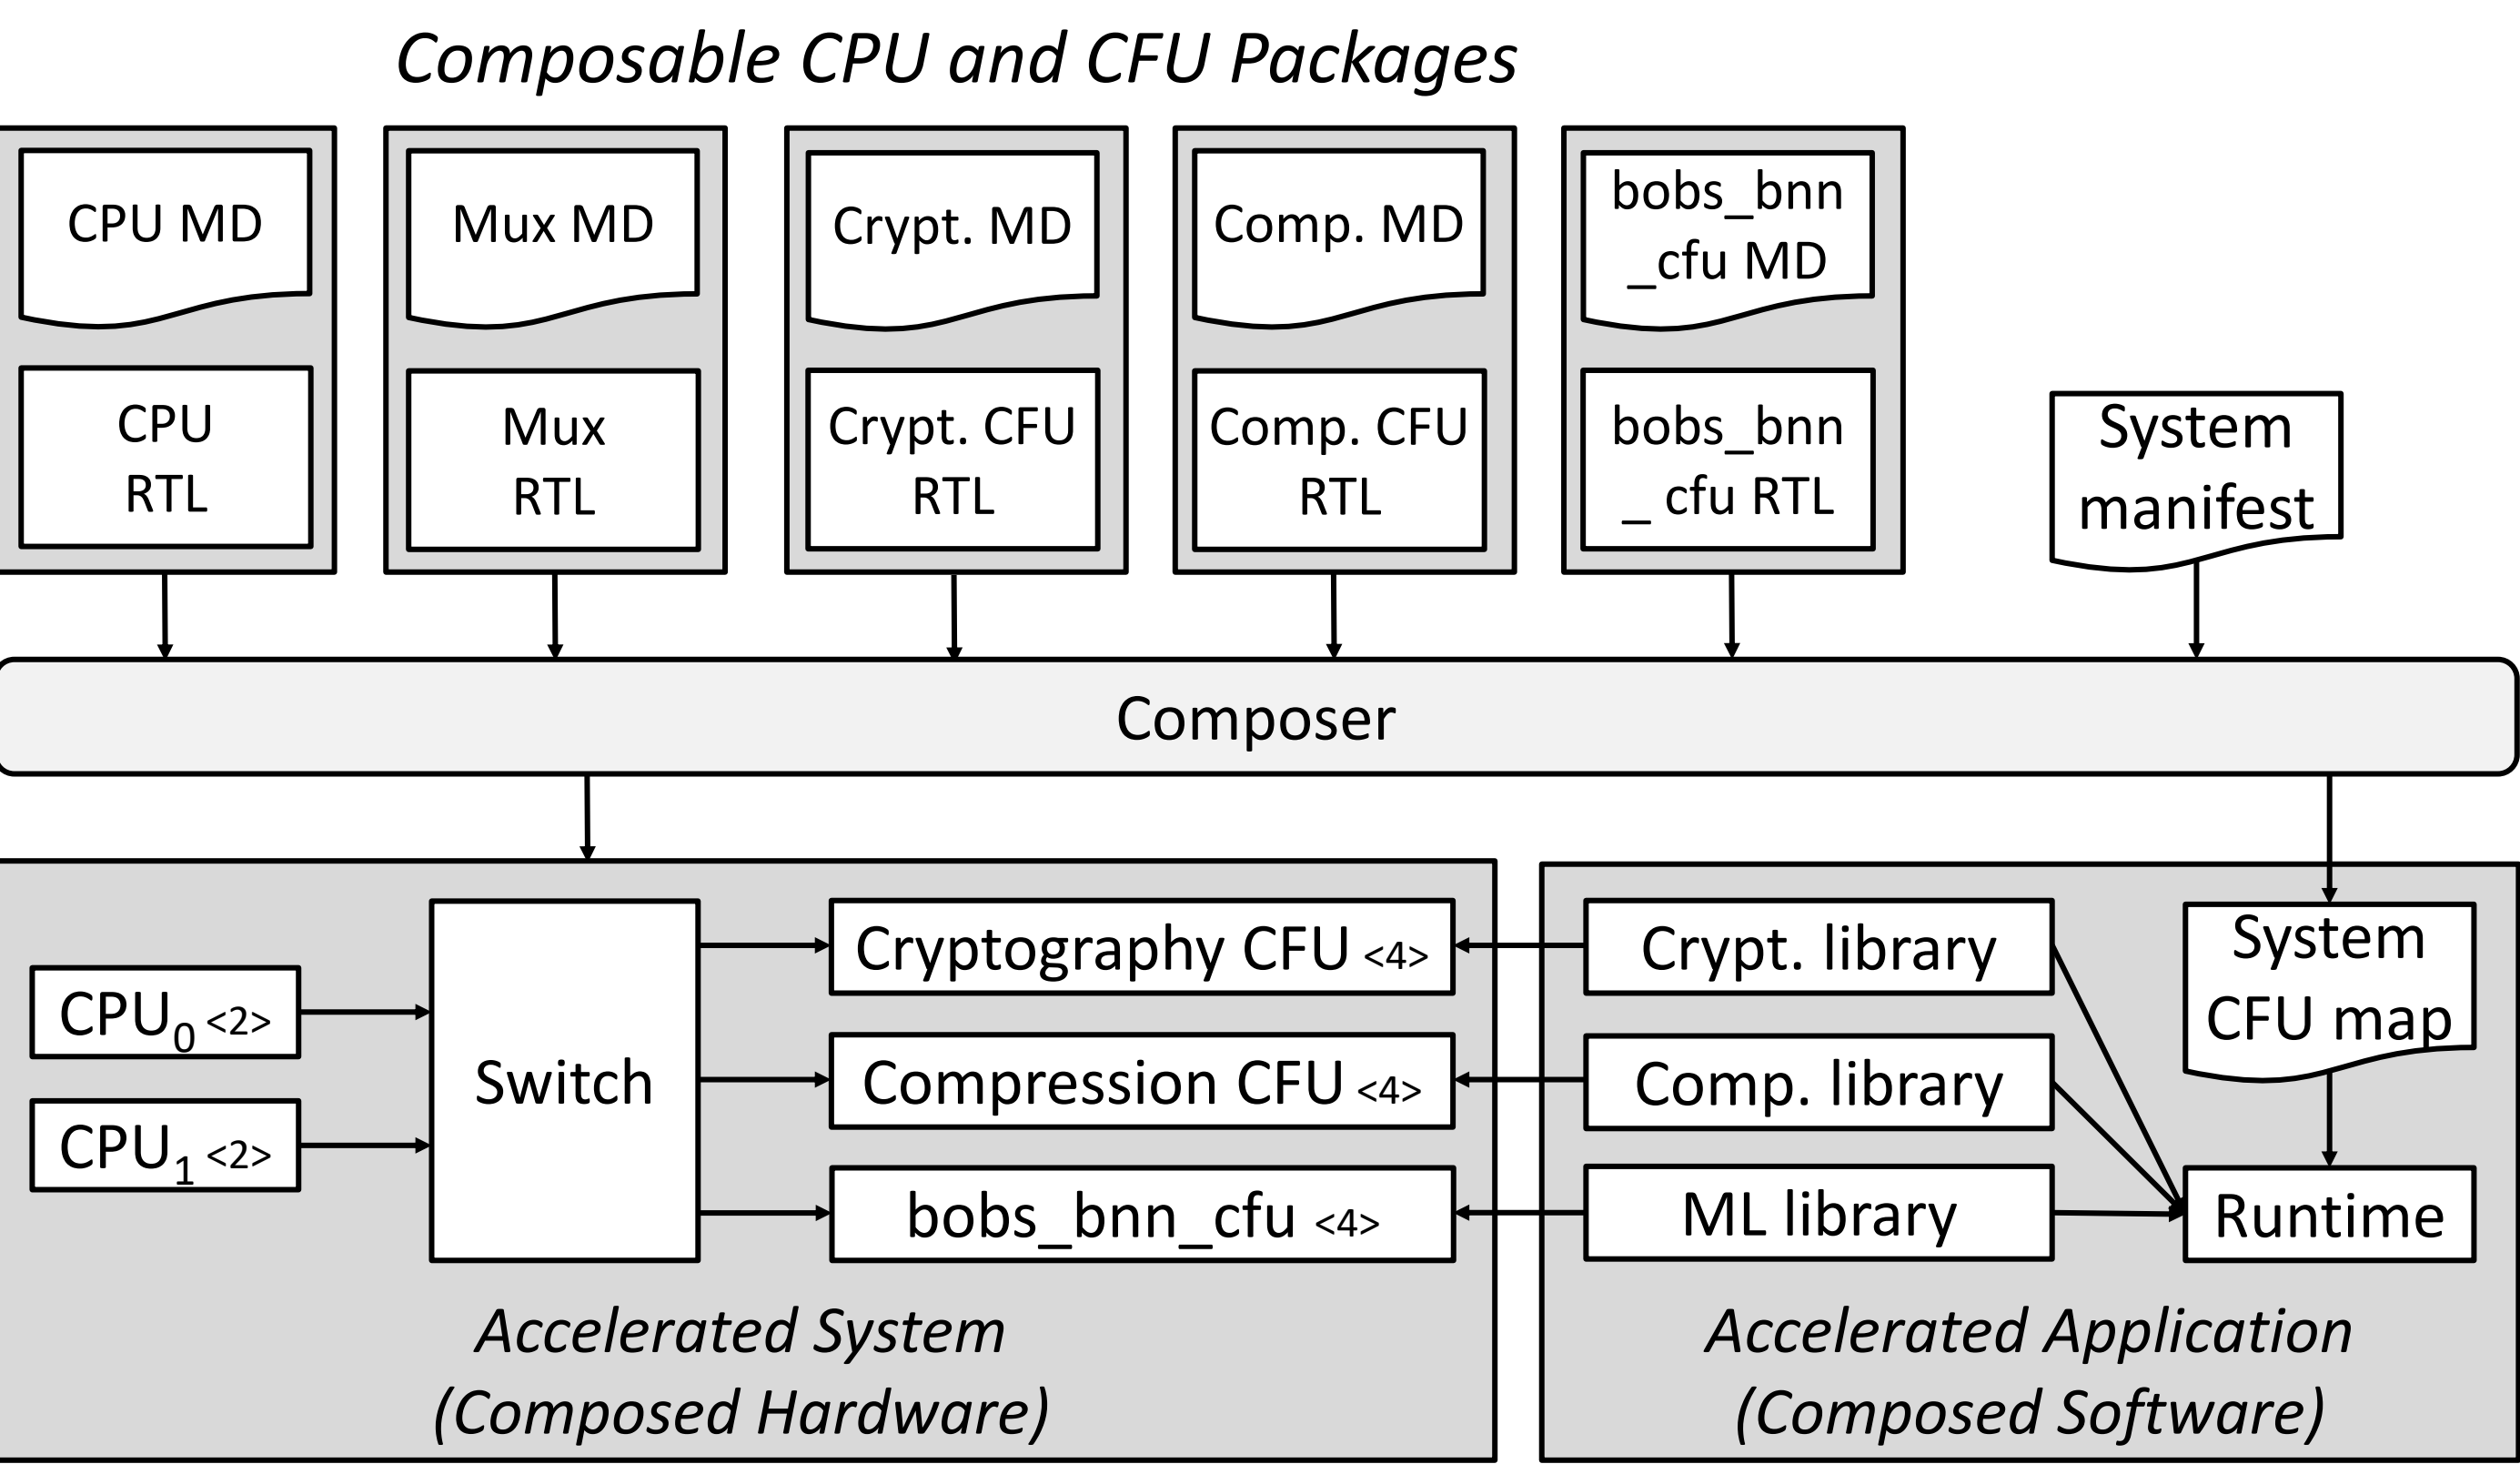 Composable CPU and CFU Packages
CPU MD
Mux MD
Crypt. MD
Comp. MD
bobs_bnn
_cfu MD
CPU
RTL
Mux
RTL
Crypt. CFU
RTL
Comp. CFU
RTL
bobs_bnn
_ cfu RTL
System
manifest
Composer
CPU₀ <2>
CPU₁ <2>
Switch
Cryptography CFU <4>
Compression CFU <4>
bobs_bnn_cfu <4>
Accelerated System
(Composed Hardware)
Crypt. library
Comp. library
ML library
System
CFU map
Runtime
Accelerated Application
(Composed Software)